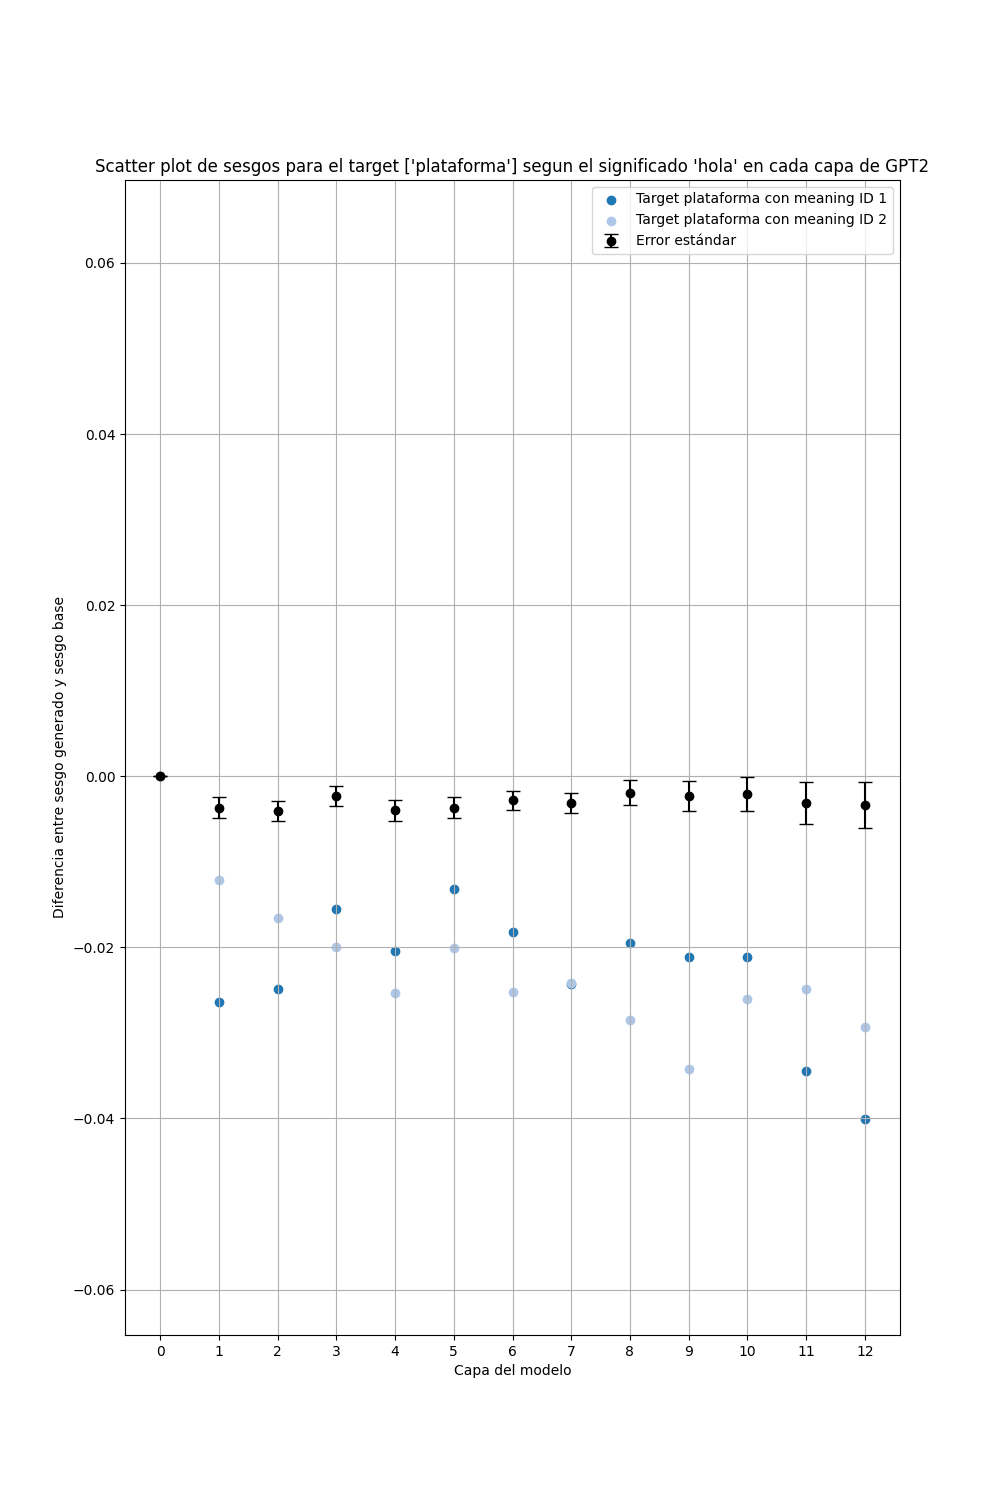 Scatter plot de sesgos para el target ['plataforma'] segun el significado 'hola' en cada capa de GPT2
Target plataforma con meaning ID 1
Target plataforma con meaning ID 2
Error estándar
Diferencia entre sesgo generado y sesgo base
0.06
0.04
0.02
0.00
−0.02
−0.04
−0.06
0 1 2 3 4 5 6 7 8 9 10 11 12
Capa del modelo